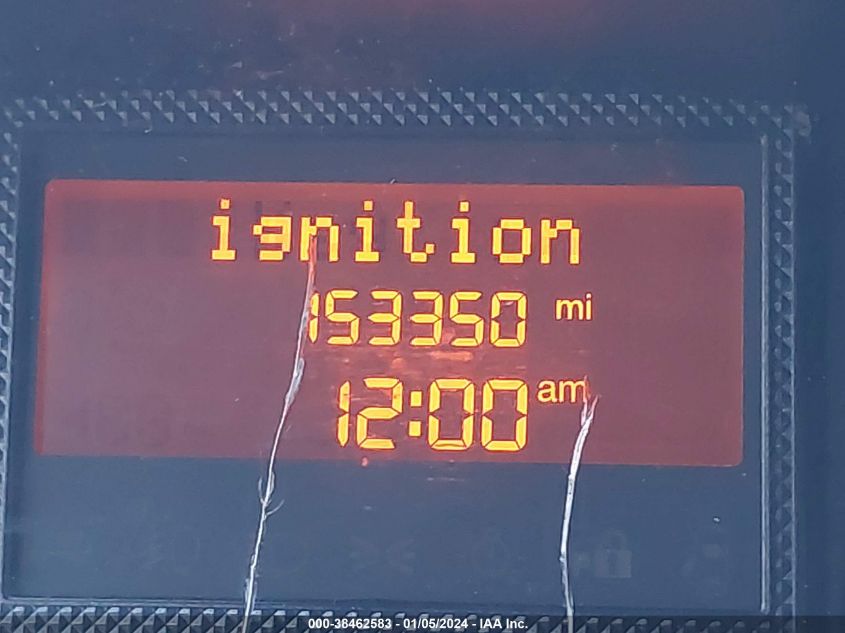 ignition
153350 mi
12:00 am
000-38462583 - 01/05/2024 - IAA Inc.